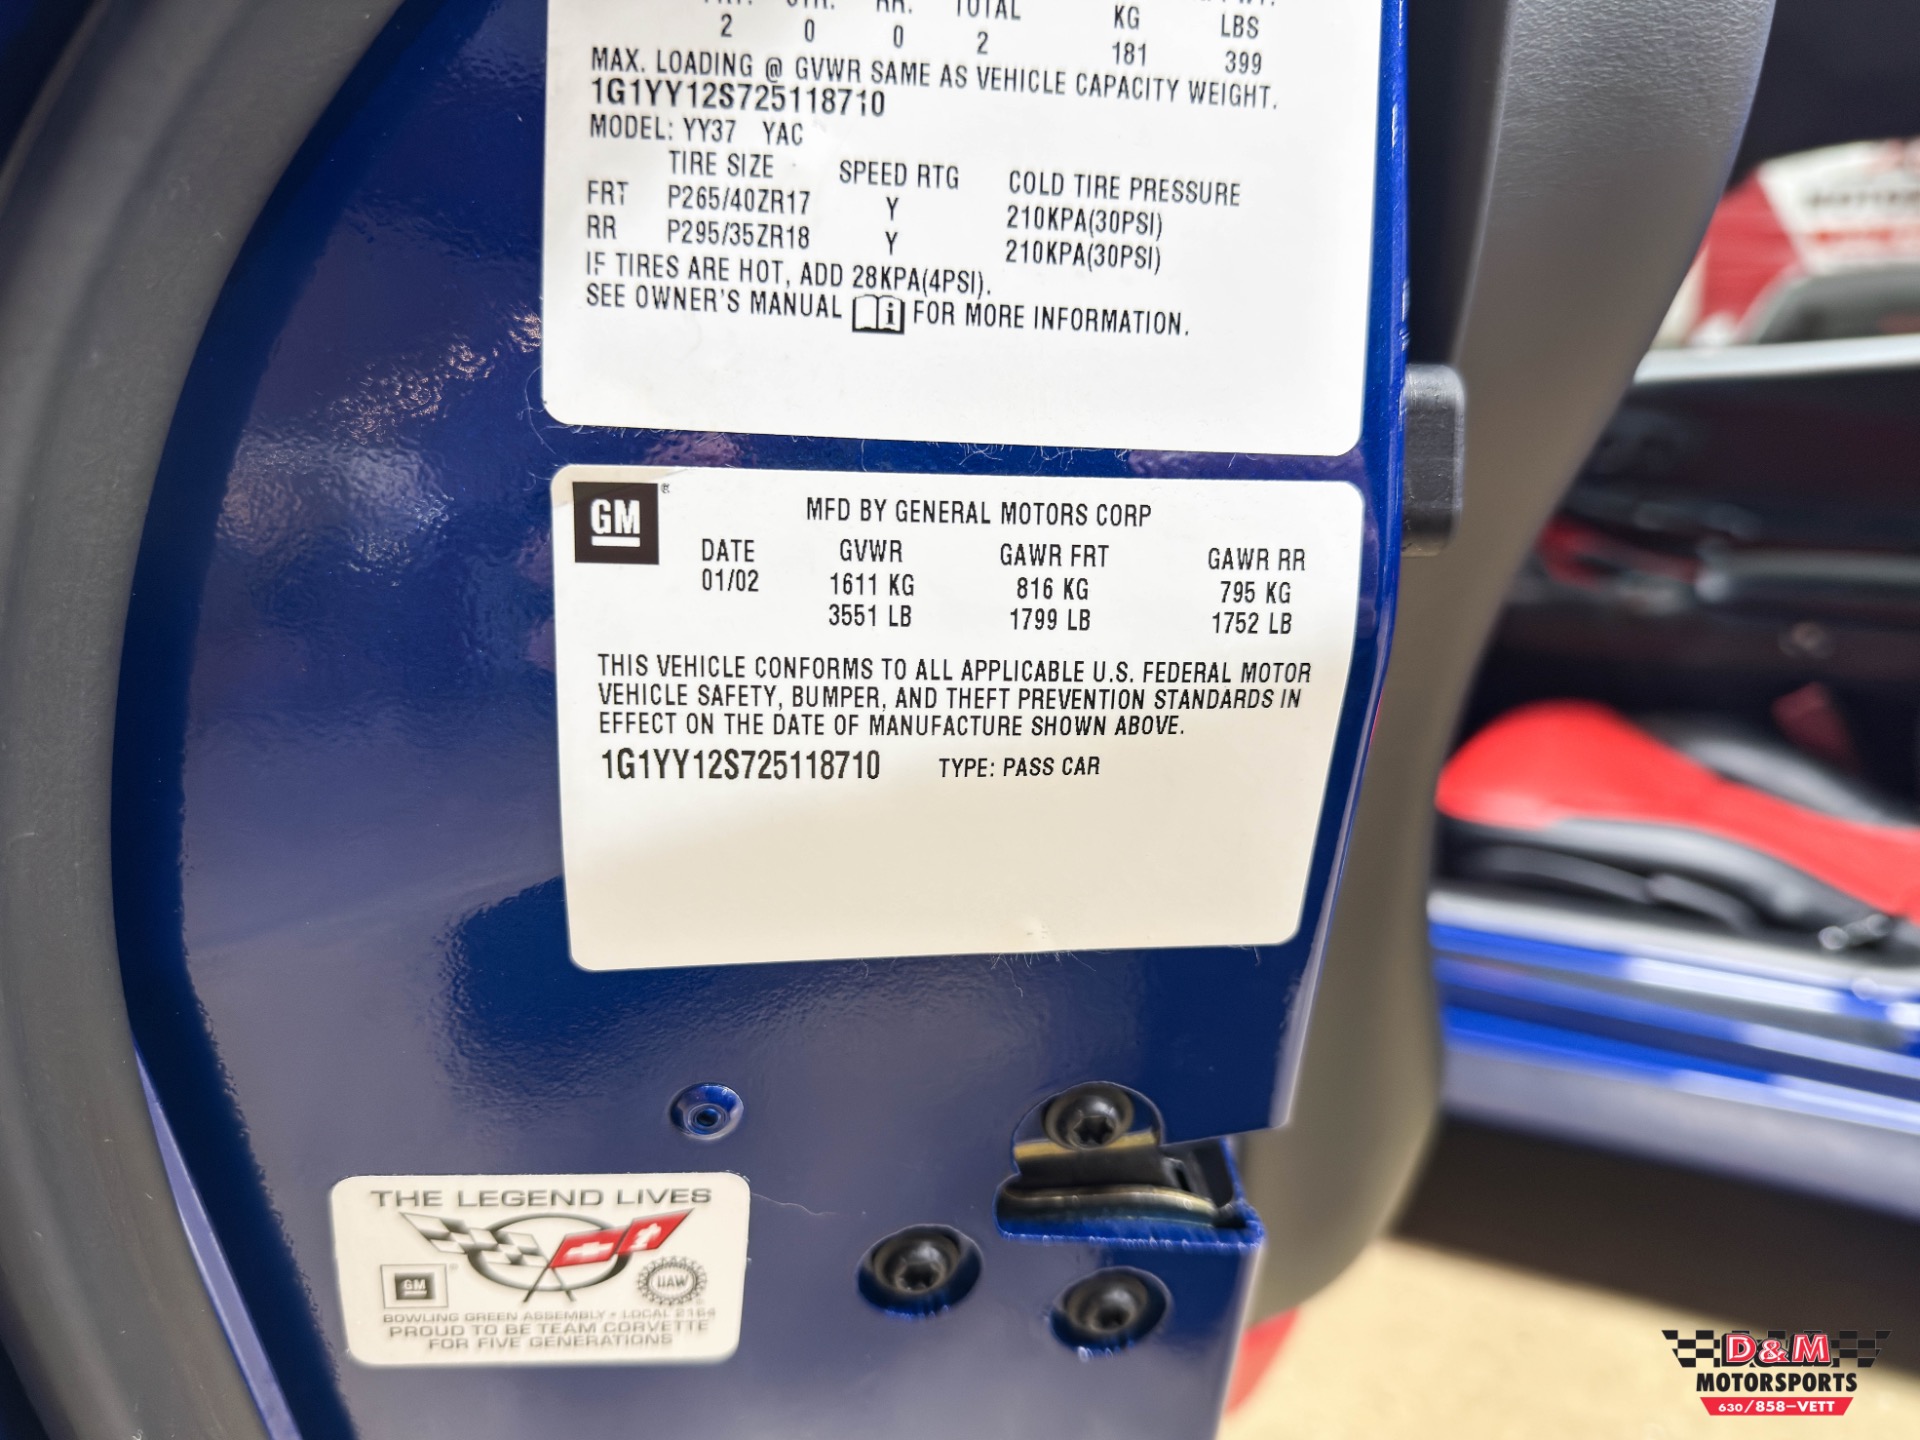 2 0 0 2 KG LBS
TOTAL
181 399
MAX. LOADING @ GVWR SAME AS VEHICLE CAPACITY WEIGHT.
1G1YY12S725118710
MODEL: YY37 YAC
TIRE SIZE SPEED RTG COLD TIRE PRESSURE
FRT P265/40ZR17 Y 210KPA(30PSI)
RR P295/35ZR18 Y 210KPA(30PSI)
IF TIRES ARE HOT, ADD 28KPA(4PSI).
SEE OWNER'S MANUAL FOR MORE INFORMATION.
GM ®
MFD BY GENERAL MOTORS CORP
DATE GVWR GAWR FRT GAWR RR
01/02 1611 KG 816 KG 795 KG
3551 LB 1799 LB 1752 LB
THIS VEHICLE CONFORMS TO ALL APPLICABLE U.S. FEDERAL MOTOR
VEHICLE SAFETY, BUMPER, AND THEFT PREVENTION STANDARDS IN
EFFECT ON THE DATE OF MANUFACTURE SHOWN ABOVE.
1G1YY12S725118710 TYPE: PASS CAR
THE LEGEND LIVES
GM ® UAW
BOWLING GREEN ASSEMBLY • LOCAL 2164
PROUD TO BE TEAM CORVETTE
FOR FIVE GENERATIONS
D&M
MOTORSPORTS
630/858-VETT